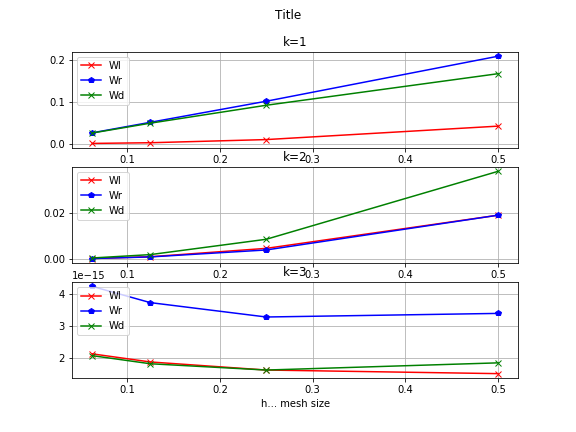 Title
k=1
0.2
0.1
0.0
Wl
Wr
Wd
0.1 0.2 0.3 0.4 0.5
k=2
0.02
0.00
Wl
Wr
Wd
0.1 0.2 0.3 0.4 0.5
k=3
1e−15
4
3
2
Wl
Wr
Wd
0.1 0.2 0.3 0.4 0.5
h... mesh size